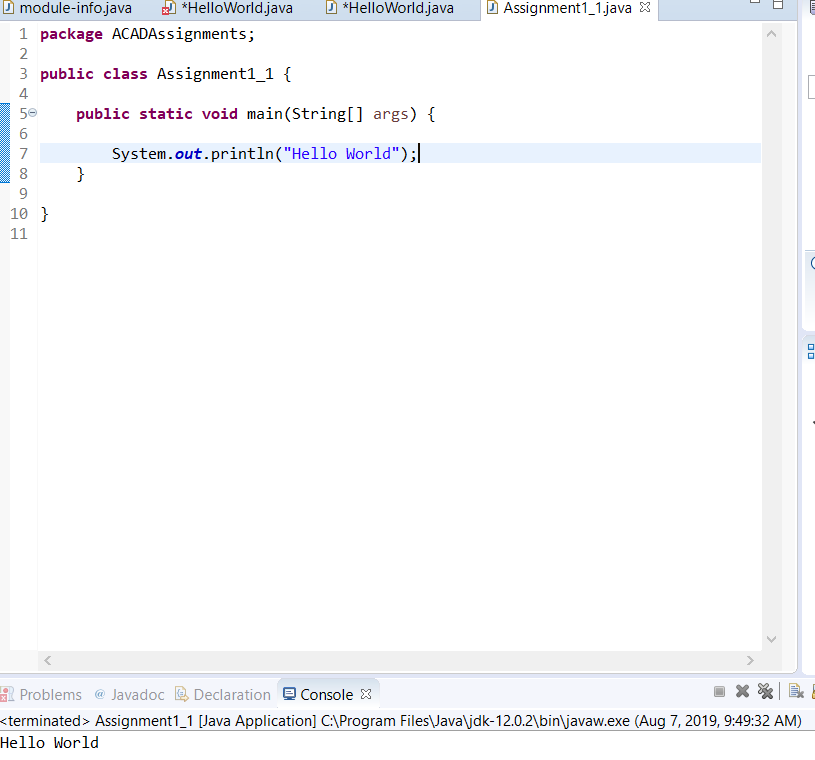 module-info.java *HelloWorld.java *HelloWorld.java Assignment1_1.java
1 package ACADAssignments;
2
3 public class Assignment1_1 {
4
5 public static void main(String[] args) {
6
7 System.out.println("Hello World");
8 }
9
10 }
11
Problems @ Javadoc Declaration Console
<terminated> Assignment1_1 [Java Application] C:\Program Files\Java\jdk-12.0.2\bin\javaw.exe (Aug 7, 2019, 9:49:32 AM)
Hello World